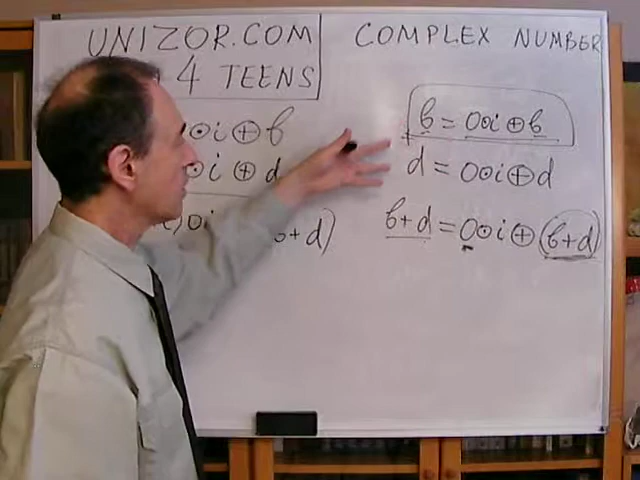 UNIZOR.COM
4 TEENS
⊙i⊕b
⊙i⊕d
)⊙i
+d)
COMPLEX NUMBER
b = 0⊙i⊕b
d = 0⊙i⊕d
b+d = 0⊙i⊕(b+d)